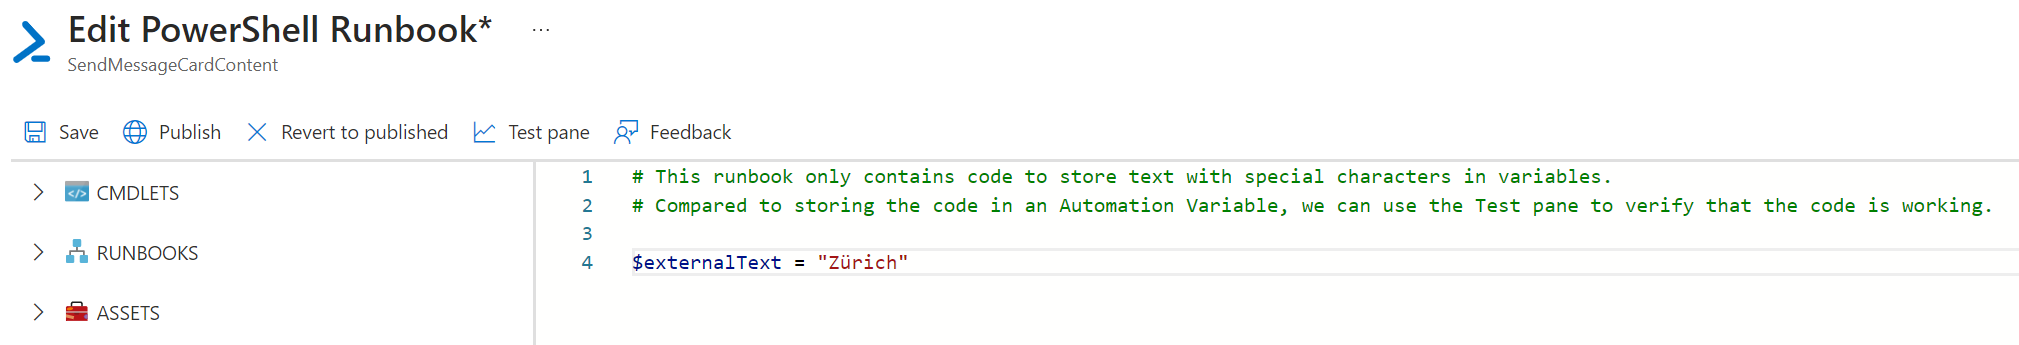 Edit PowerShell Runbook* ...
SendMessageCardContent
Save Publish Revert to published Test pane Feedback
CMDLETS
RUNBOOKS
ASSETS
1 # This runbook only contains code to store text with special characters in variables.
2 # Compared to storing the code in an Automation Variable, we can use the Test pane to verify that the code is working.
3
4 $externalText = "Zürich"